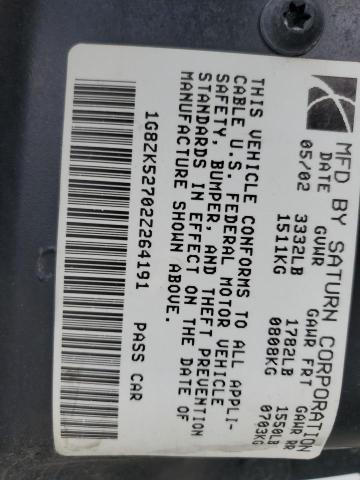 MFD BY SATURN CORPORATION
DATE GVWR GAWR FRT GAWR RR
05/02 3332LB 1782LB 1550LB
1511KG 0808KG 0703KG
THIS VEHICLE CONFORMS TO ALL APPLI-
CABLE U.S. FEDERAL MOTOR VEHICLE
SAFETY, BUMPER, AND THEFT PREVENTION
STANDARDS IN EFFECT ON THE DATE OF
MANUFACTURE SHOWN ABOVE.
1G8ZK52702Z264191 PASS CAR